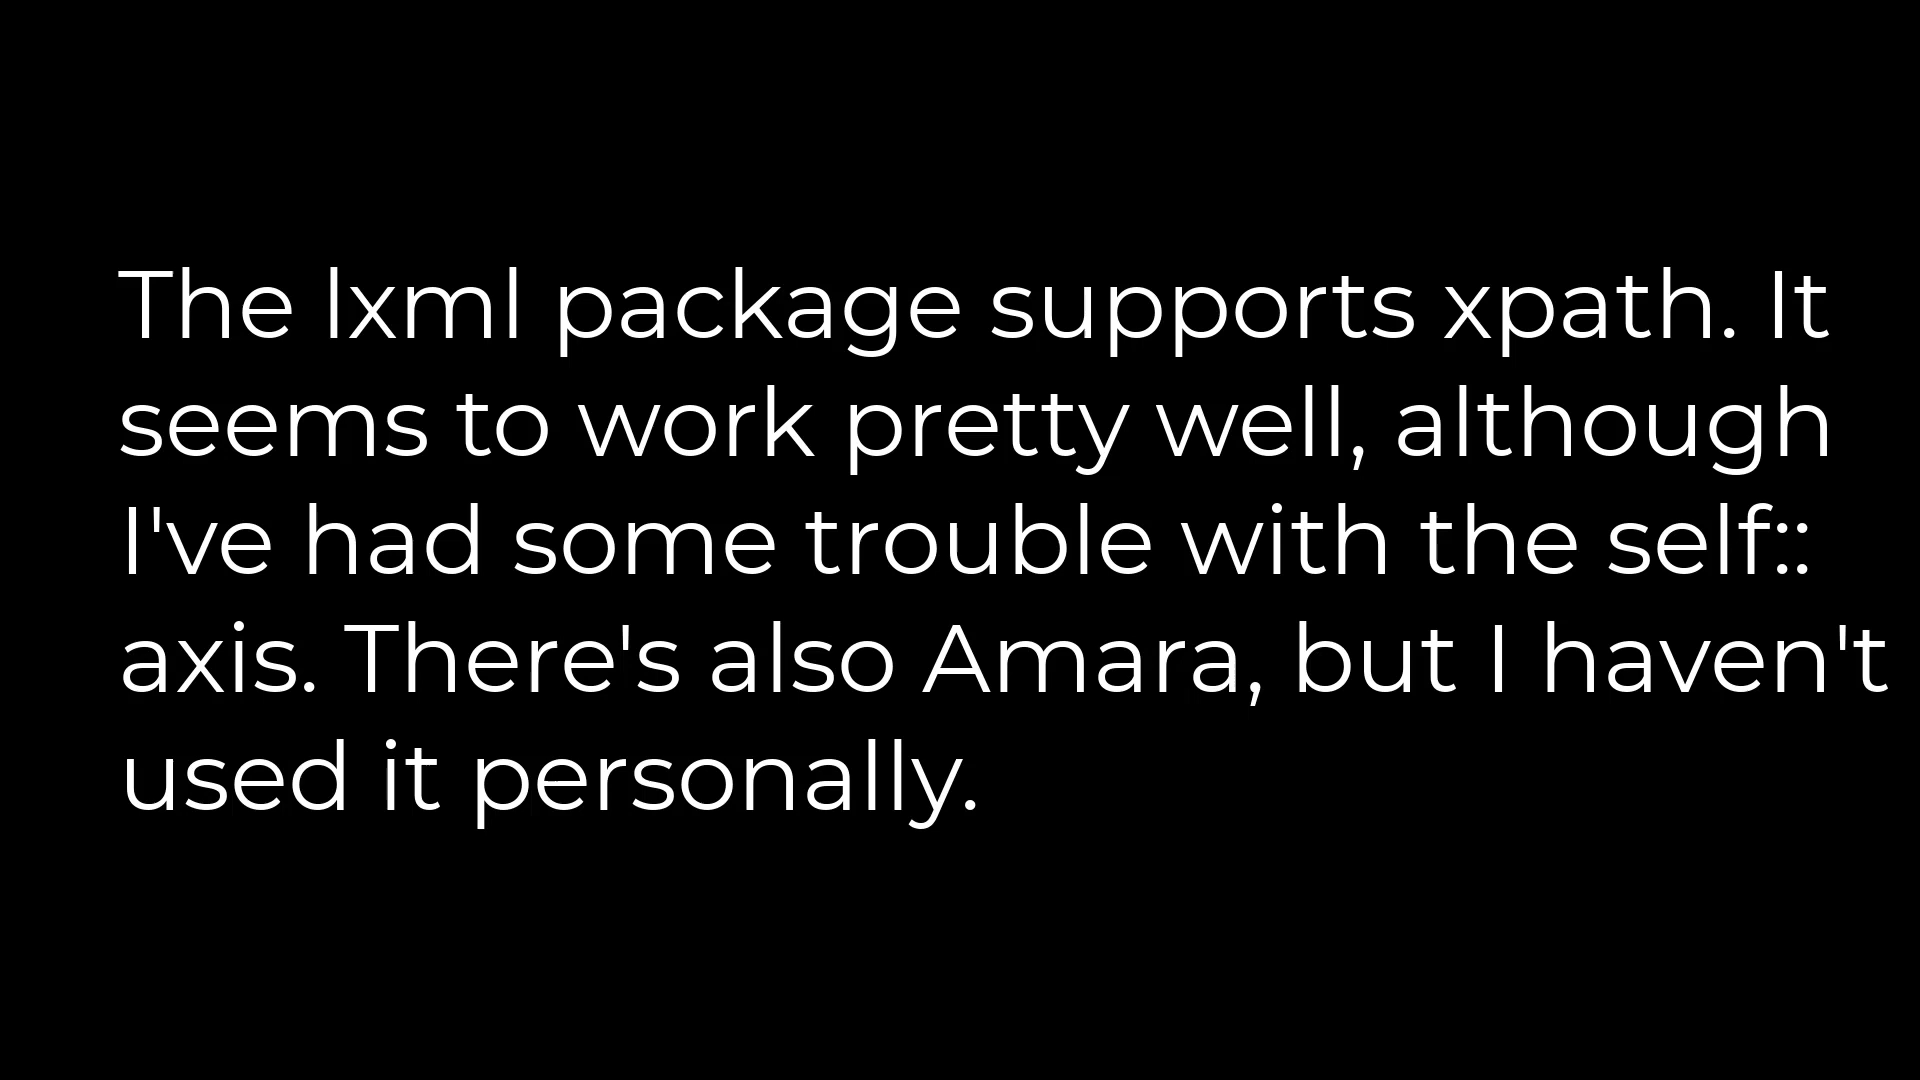 The lxml package supports xpath. It
seems to work pretty well, although
I've had some trouble with the self::
axis. There's also Amara, but I haven't
used it personally.